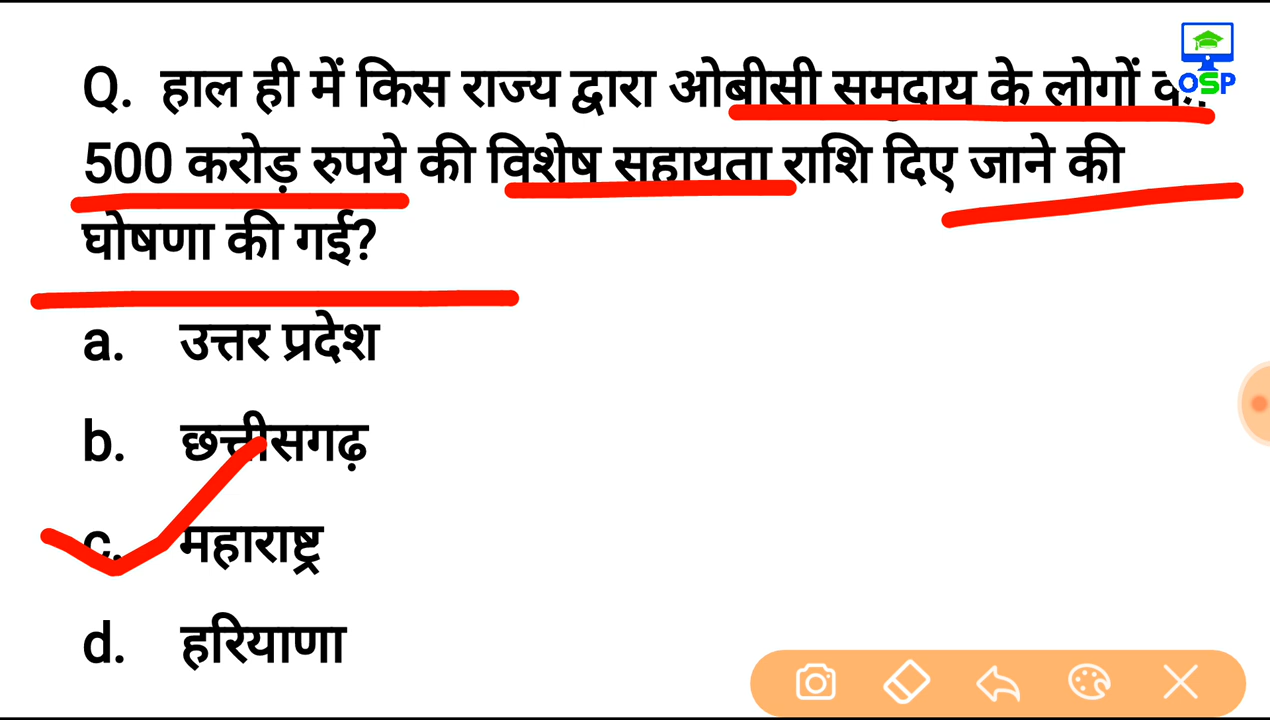 OSP
Q. हाल ही में किस राज्य द्वारा ओबीसी समुदाय के लोगों
500 करोड़ रुपये की विशेष सहायता राशि दिए जाने की
घोषणा की गई?
a. उत्तर प्रदेश
b. छत्तीसगढ़
c. महाराष्ट्र
d. हरियाणा